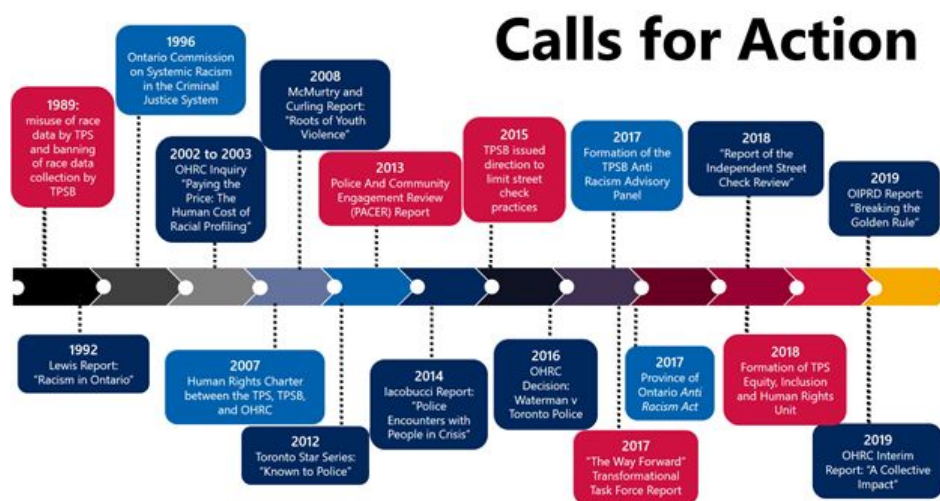 Calls for Action
1989:
misuse of race
data by TPS
and banning
of race data
collection by
TPSB
1996
Ontario Commission
on Systemic Racism
in the Criminal
Justice System
2002 to 2003
OHRC Inquiry
"Paying the
Price: The
Human Cost of
Racial Profiling"
2008
McMurtry and
Curling Report:
"Roots of Youth
Violence"
2013
Police And Community
Engagement Review
(PACER) Report
2015
TPSB issued
direction to
limit street
check
practices
2017
Formation of the
TPSB Anti
Racism Advisory
Panel
2018
"Report of the
Independent Street
Check Review"
2019
OIPRD Report:
"Breaking the
Golden Rule"
1992
Lewis Report:
"Racism in Ontario"
2007
Human Rights Charter
between the TPS, TPSB,
and OHRC
2012
Toronto Star Series:
"Known to Police"
2014
Iacobucci Report:
"Police
Encounters with
People in Crisis"
2016
OHRC
Decision:
Waterman v
Toronto Police
2017
"The Way Forward"
Transformational
Task Force Report
2017
Province of
Ontario Anti
Racism Act
2018
Formation of TPS
Equity, Inclusion
and Human Rights
Unit
2019
OHRC Interim
Report: "A Collective
Impact"